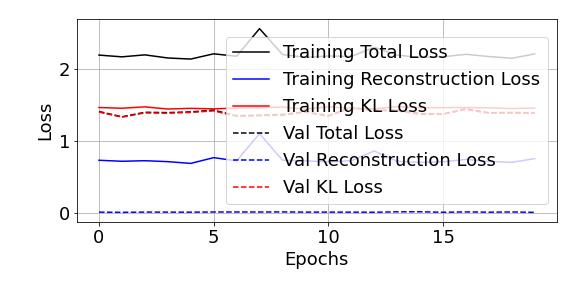 Training Total Loss
Training Reconstruction Loss
Training KL Loss
Val Total Loss
Val Reconstruction Loss
Val KL Loss
2
1
0
Loss
0 5 10 15
Epochs